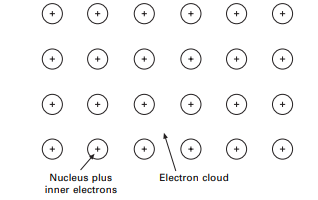 + + + + + +
+ + + + + +
+ + + + + +
+ + + + + +
Nucleus plus
inner electrons
Electron cloud